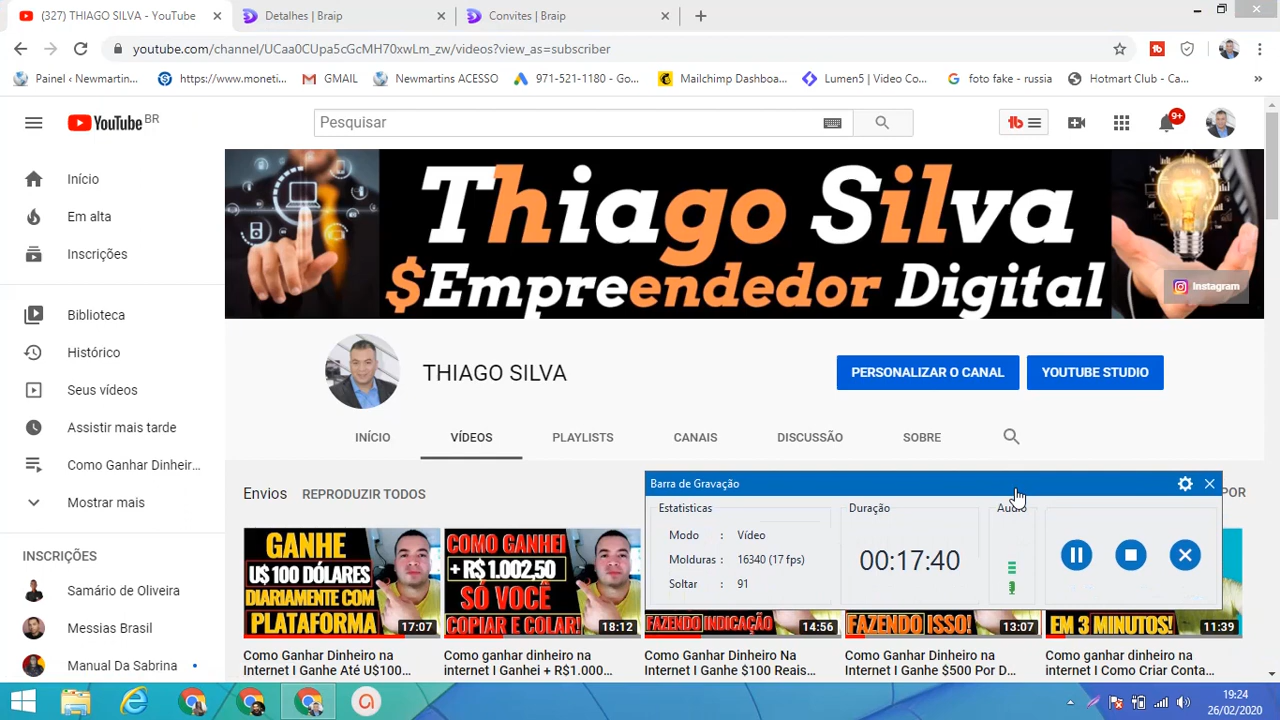 (327) THIAGO SILVA - YouTube
Detalhes | Braip
Convites | Braip
youtube.com/channel/UCaa0CUpa5cGcMH70xwLm_zw/videos?view_as=subscriber
Painel ‹ Newmartin...
https://www.moneti...
GMAIL
Newmartins ACESSO
971-521-1180 - Go...
Mailchimp Dashboa...
Lumen5 | Video Co...
foto fake - russia
Hotmart Club - Ca...
»
YouTube BR
Pesquisar
tb
9+
Início
Em alta
Inscrições
Biblioteca
Histórico
Seus vídeos
Assistir mais tarde
Como Ganhar Dinheir...
Mostrar mais
INSCRIÇÕES
Samário de Oliveira
Messias Brasil
Manual Da Sabrina
Thiago Silva
$Empreendedor Digital
Instagram
THIAGO SILVA
PERSONALIZAR O CANAL
YOUTUBE STUDIO
INÍCIO
VÍDEOS
PLAYLISTS
CANAIS
DISCUSSÃO
SOBRE
Envios
REPRODUZIR TODOS
POR
Barra de Gravação
Estatisticas
Modo : Vídeo
Molduras : 16340 (17 fps)
Soltar : 91
Duração
00:17:40
Audio
GANHE
U$ 100 DÓLARES
DIARIAMENTE COM
PLATAFORMA
17:07
COMO GANHEI
+ R$1.002,50
SÓ VOCÊ
COPIAR E COLAR!
18:12
FAZENDO INDICAÇÃO
14:56
FAZENDO ISSO!
13:07
EM 3 MINUTOS!
11:39
Como Ganhar Dinheiro na
Internet I Ganhe Até U$100...
Como ganhar dinheiro na
internet I Ganhei + R$1.000...
Como Ganhar Dinheiro Na
Internet I Ganhe $100 Reais...
Como Ganhar Dinheiro na
Internet I Ganhe $500 Por D...
Como ganhar dinheiro na
internet I Como Criar Conta...
19:24
26/02/2020